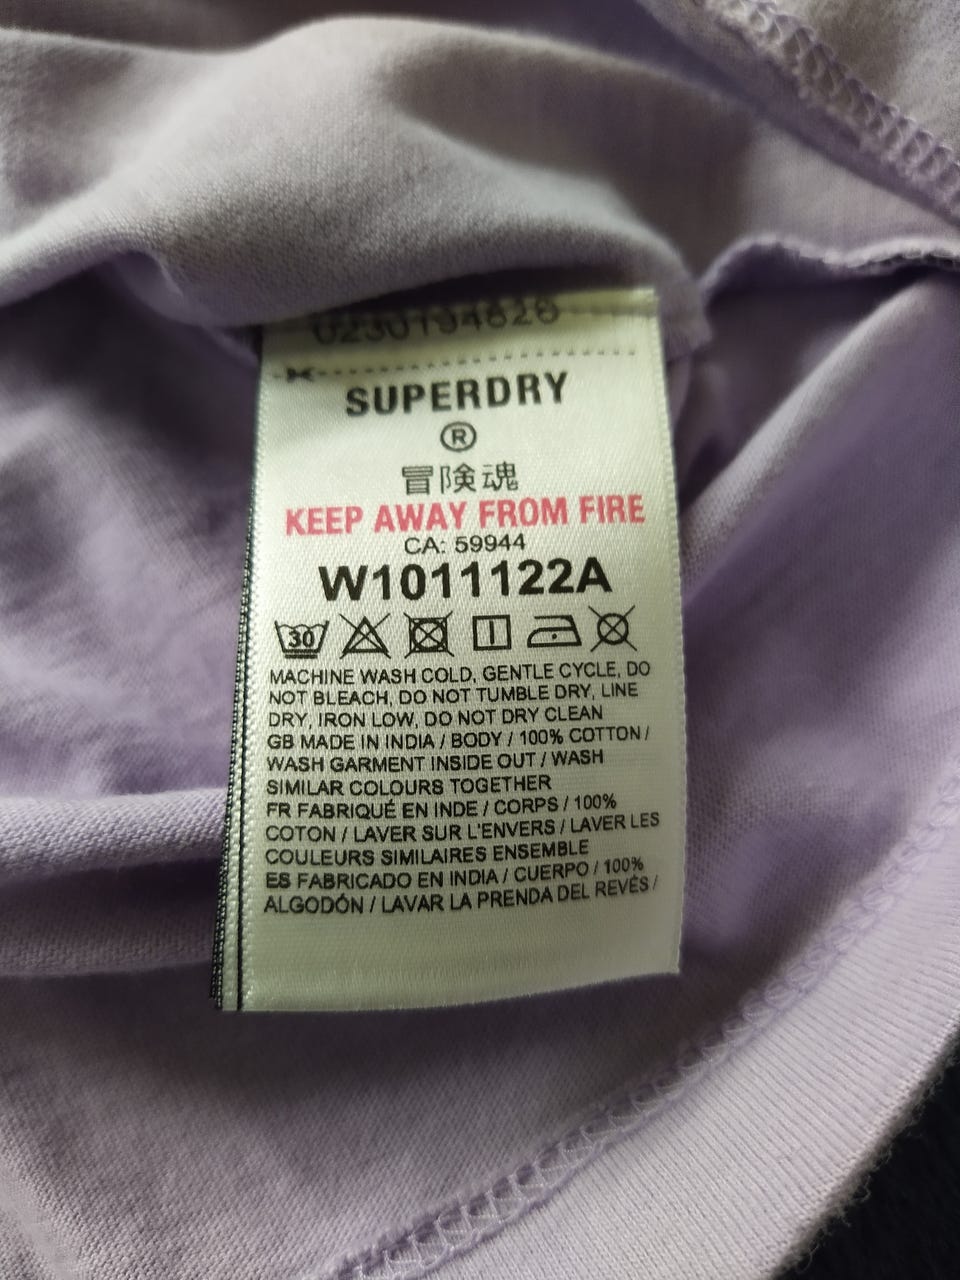 0230194626
SUPERDRY
®
冒険魂
KEEP AWAY FROM FIRE
CA: 59944
W1011122A
30
MACHINE WASH COLD, GENTLE CYCLE, DO
NOT BLEACH, DO NOT TUMBLE DRY, LINE
DRY, IRON LOW, DO NOT DRY CLEAN
GB MADE IN INDIA / BODY / 100% COTTON /
WASH GARMENT INSIDE OUT / WASH
SIMILAR COLOURS TOGETHER
FR FABRIQUÉ EN INDE / CORPS / 100%
COTON / LAVER SUR L'ENVERS / LAVER LES
COULEURS SIMILAIRES ENSEMBLE
ES FABRICADO EN INDIA / CUERPO / 100%
ALGODÓN / LAVAR LA PRENDA DEL REVÉS /